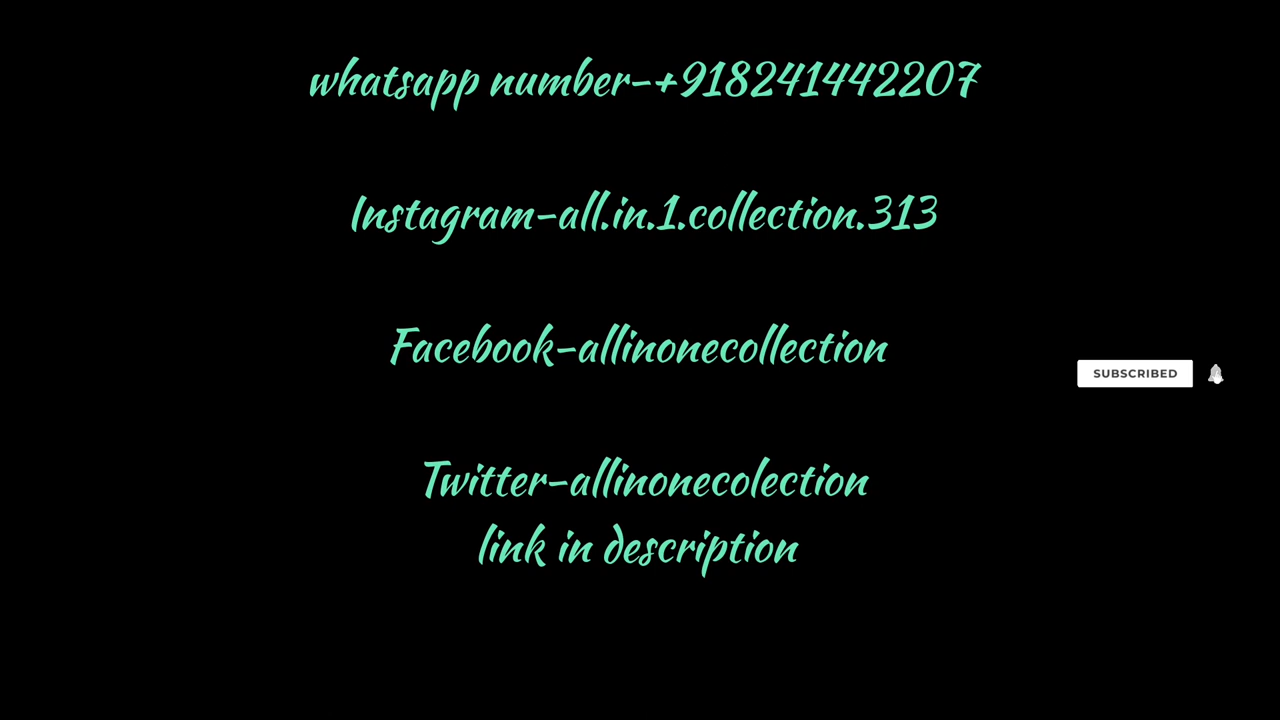 whatsapp number-+918241442207
Instagram-all.in.1.collection.313
Facebook-allinonecollection
SUBSCRIBED
Twitter-allinonecolection
link in description